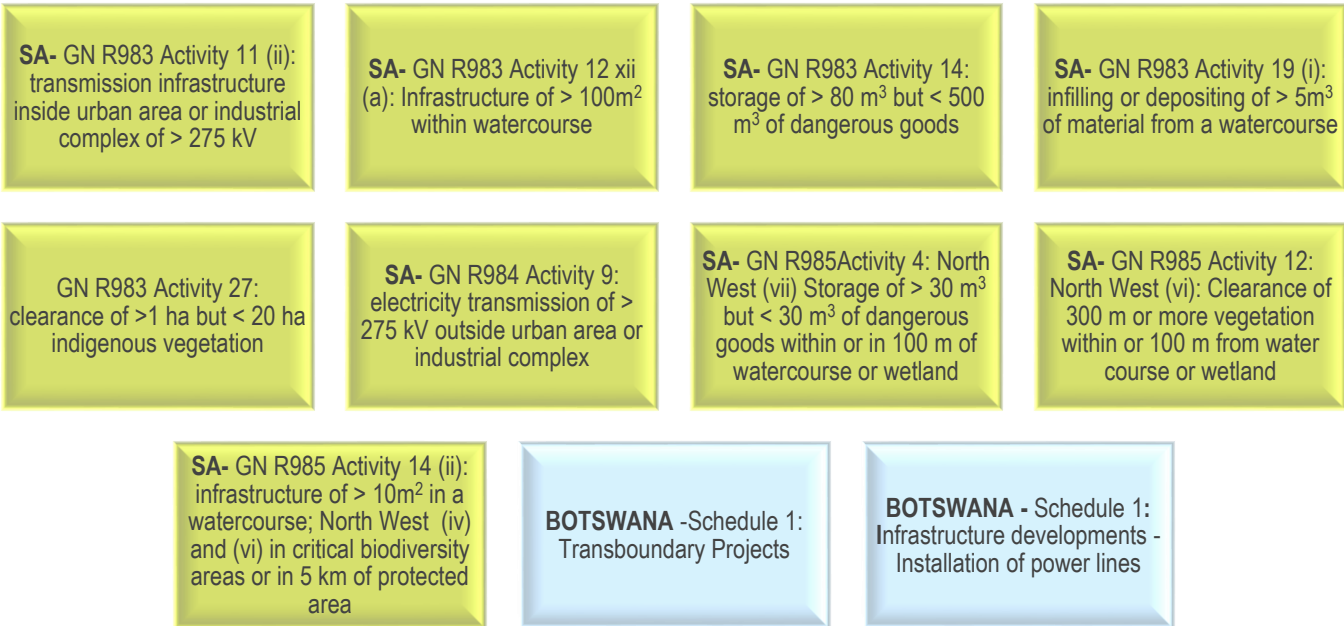 SA- GN R983 Activity 11 (ii):
transmission infrastructure
inside urban area or industrial
complex of > 275 kV
SA- GN R983 Activity 12 xii
(a): Infrastructure of > 100m²
within watercourse
SA- GN R983 Activity 14:
storage of > 80 m³ but < 500
m³ of dangerous goods
SA- GN R983 Activity 19 (i):
infilling or depositing of > 5m³
of material from a watercourse
GN R983 Activity 27:
clearance of >1 ha but < 20 ha
indigenous vegetation
SA- GN R984 Activity 9:
electricity transmission of >
275 kV outside urban area or
industrial complex
SA- GN R985Activity 4: North
West (vii) Storage of > 30 m³
but < 30 m³ of dangerous
goods within or in 100 m of
watercourse or wetland
SA- GN R985 Activity 12:
North West (vi): Clearance of
300 m or more vegetation
within or 100 m from water
course or wetland
SA- GN R985 Activity 14 (ii):
infrastructure of > 10m² in a
watercourse; North West (iv)
and (vi) in critical biodiversity
areas or in 5 km of protected
area
BOTSWANA -Schedule 1:
Transboundary Projects
BOTSWANA - Schedule 1:
Infrastructure developments -
Installation of power lines